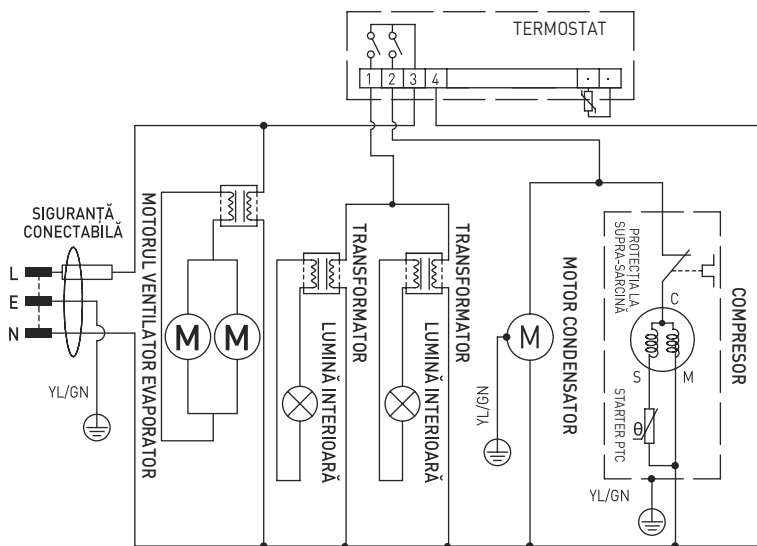 TERMOSTAT
1 2 3 4
SIGURANȚĂ
CONECTABILĂ
L
E
N
YL/GN
MOTORUL VENTILATOR EVAPORATOR
M M
TRANSFORMATOR
LUMINĂ INTERIOARĂ
TRANSFORMATOR
LUMINĂ INTERIOARĂ
YL/GN
M
MOTOR CONDENSATOR
PROTECȚIA LA
SUPRA-SARCINĂ
C
S M
θ
STARTER PTC
COMPRESOR
YL/GN